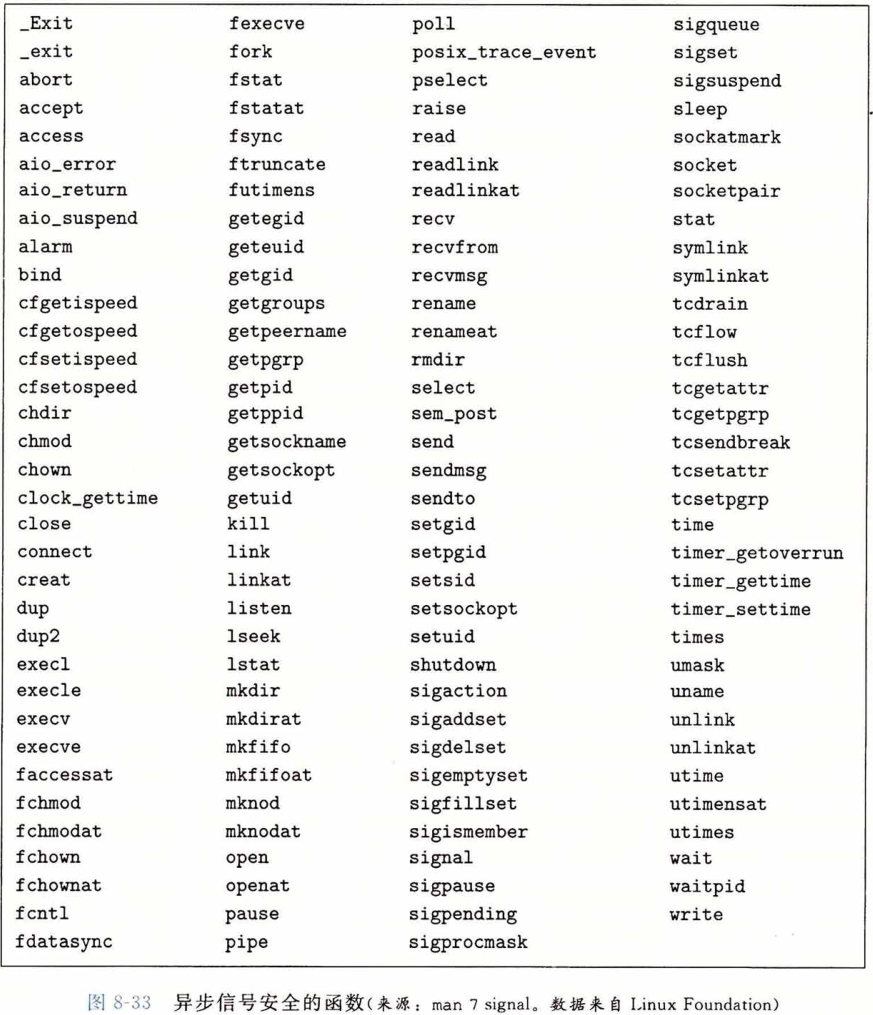 _Exit fexecve poll sigqueue
_exit fork posix_trace_event sigset
abort fstat pselect sigsuspend
accept fstatat raise sleep
access fsync read sockatmark
aio_error ftruncate readlink socket
aio_return futimens readlinkat socketpair
aio_suspend getegid recv stat
alarm geteuid recvfrom symlink
bind getgid recvmsg symlinkat
cfgetispeed getgroups rename tcdrain
cfgetospeed getpeername renameat tcflow
cfsetispeed getpgrp rmdir tcflush
cfsetospeed getpid select tcgetattr
chdir getppid sem_post tcgetpgrp
chmod getsockname send tcsendbreak
chown getsockopt sendmsg tcsetattr
clock_gettime getuid sendto tcsetpgrp
close kill setgid time
connect link setpgid timer_getoverrun
creat linkat setsid timer_gettime
dup listen setsockopt timer_settime
dup2 lseek setuid times
execl lstat shutdown umask
execle mkdir sigaction uname
execv mkdirat sigaddset unlink
execve mkfifo sigdelset unlinkat
faccessat mkfifoat sigemptyset utime
fchmod mknod sigfillset utimensat
fchmodat mknodat sigismember utimes
fchown open signal wait
fchownat openat sigpause waitpid
fcntl pause sigpending write
fdatasync pipe sigprocmask
图 8-33 异步信号安全的函数(来源：man 7 signal。数据来自 Linux Foundation)